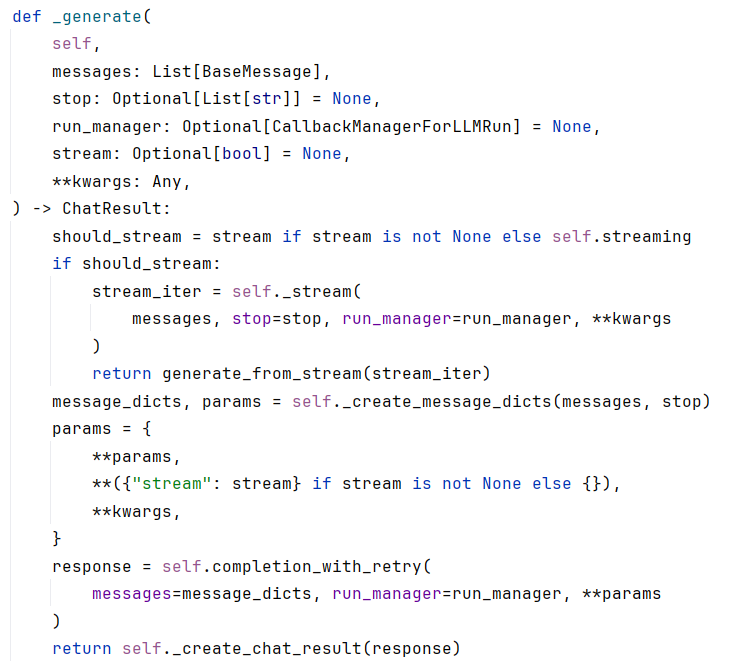 def _generate(
    self,
    messages: List[BaseMessage],
    stop: Optional[List[str]] = None,
    run_manager: Optional[CallbackManagerForLLMRun] = None,
    stream: Optional[bool] = None,
    **kwargs: Any,
) -> ChatResult:
    should_stream = stream if stream is not None else self.streaming
    if should_stream:
        stream_iter = self._stream(
            messages, stop=stop, run_manager=run_manager, **kwargs
        )
        return generate_from_stream(stream_iter)
    message_dicts, params = self._create_message_dicts(messages, stop)
    params = {
        **params,
        **({"stream": stream} if stream is not None else {}),
        **kwargs,
    }
    response = self.completion_with_retry(
        messages=message_dicts, run_manager=run_manager, **params
    )
    return self._create_chat_result(response)